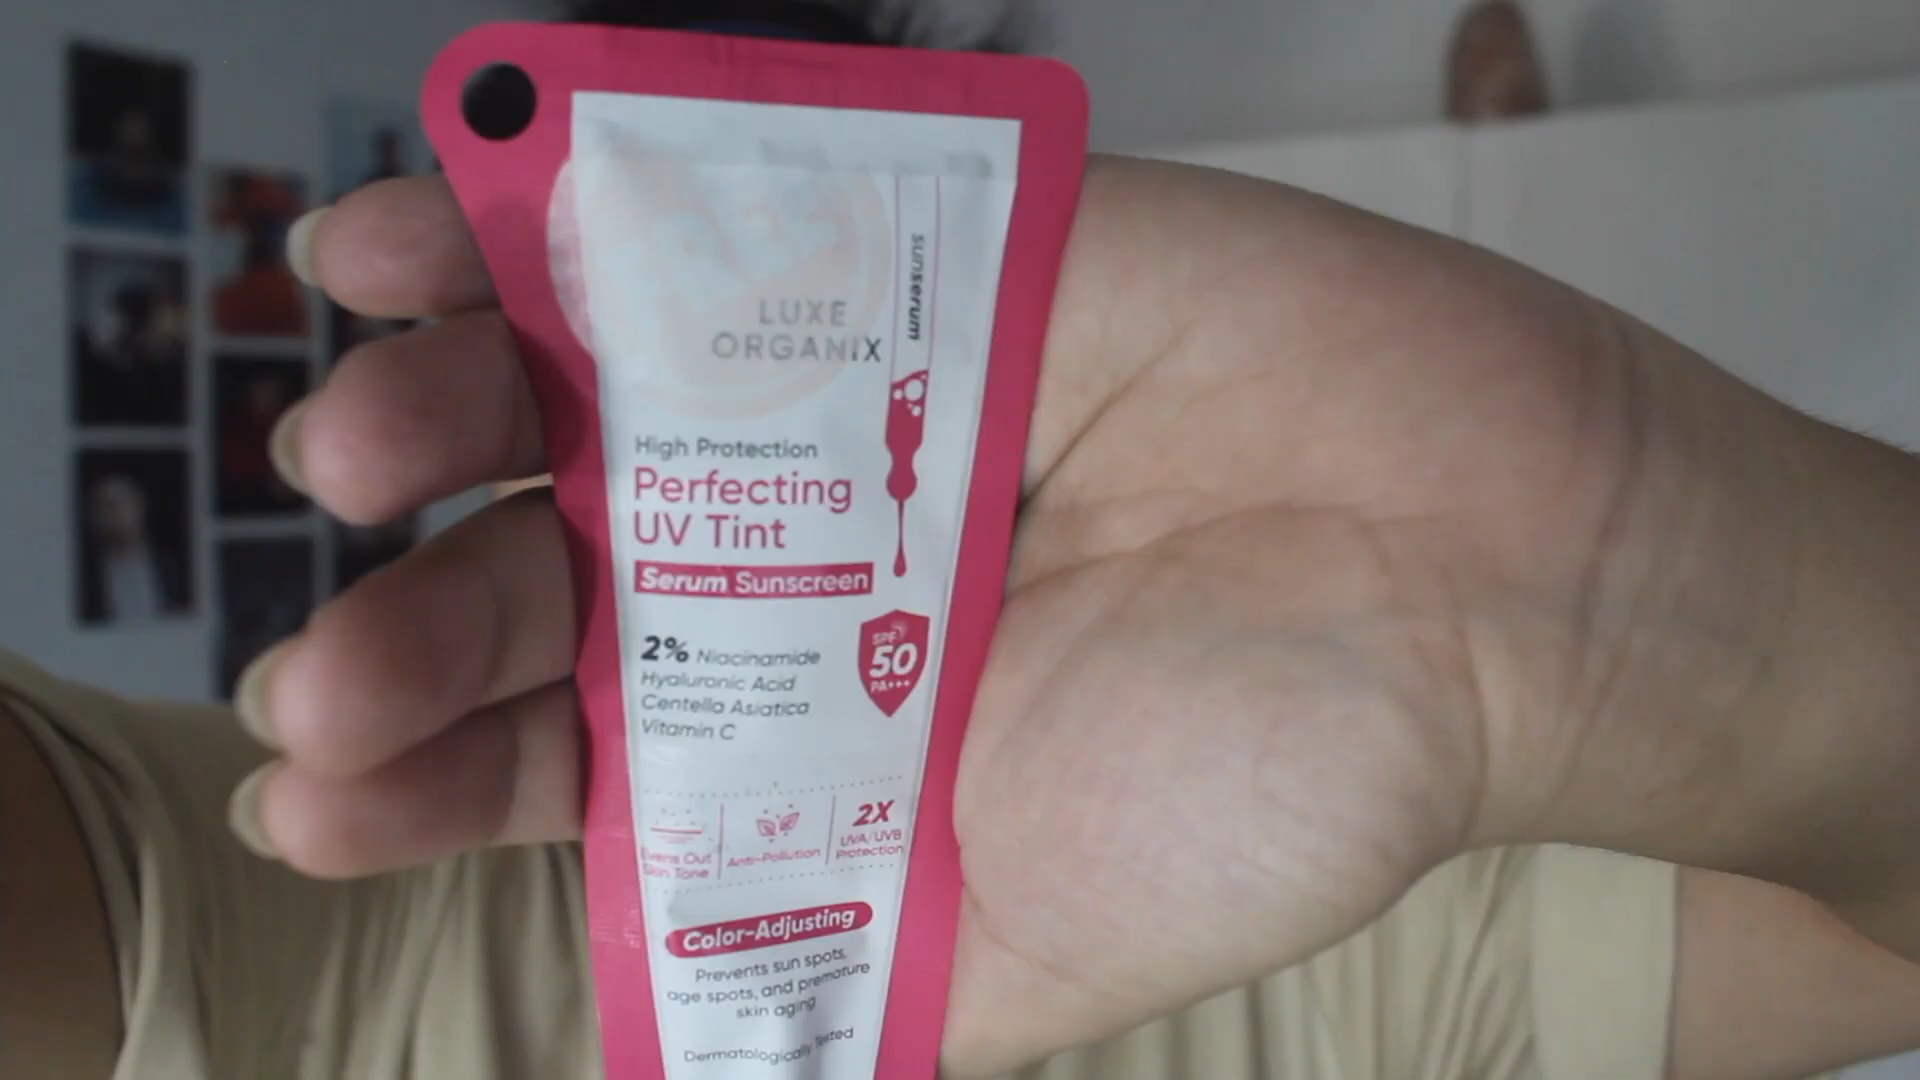 LUXE
ORGANIX
sunserum
High Protection
Perfecting
UV Tint
Serum Sunscreen
2% Niacinamide
Hyaluronic Acid
Centella Asiatica
Vitamin C
SPF
50
PA+++
Evens Out
Skin Tone
Anti-Pollution
2X
UVA/UVB
Protection
Color-Adjusting
Prevents sun spots,
age spots, and premature
skin aging
Dermatologically tested